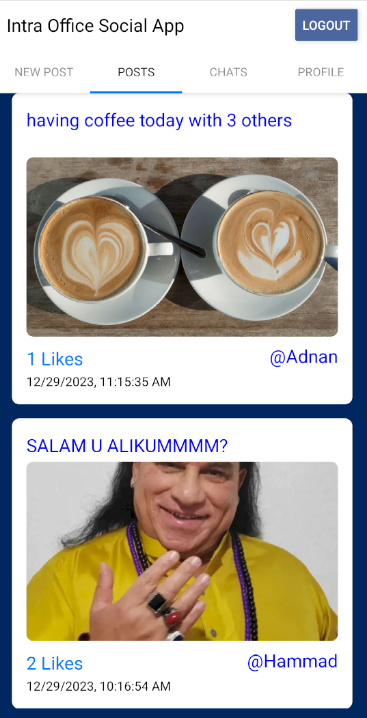 Intra Office Social App
LOGOUT
NEW POST
POSTS
CHATS
PROFILE
having coffee today with 3 others
1 Likes
@Adnan
12/29/2023, 11:15:35 AM
SALAM U ALIKUMMMM?
2 Likes
@Hammad
12/29/2023, 10:16:54 AM